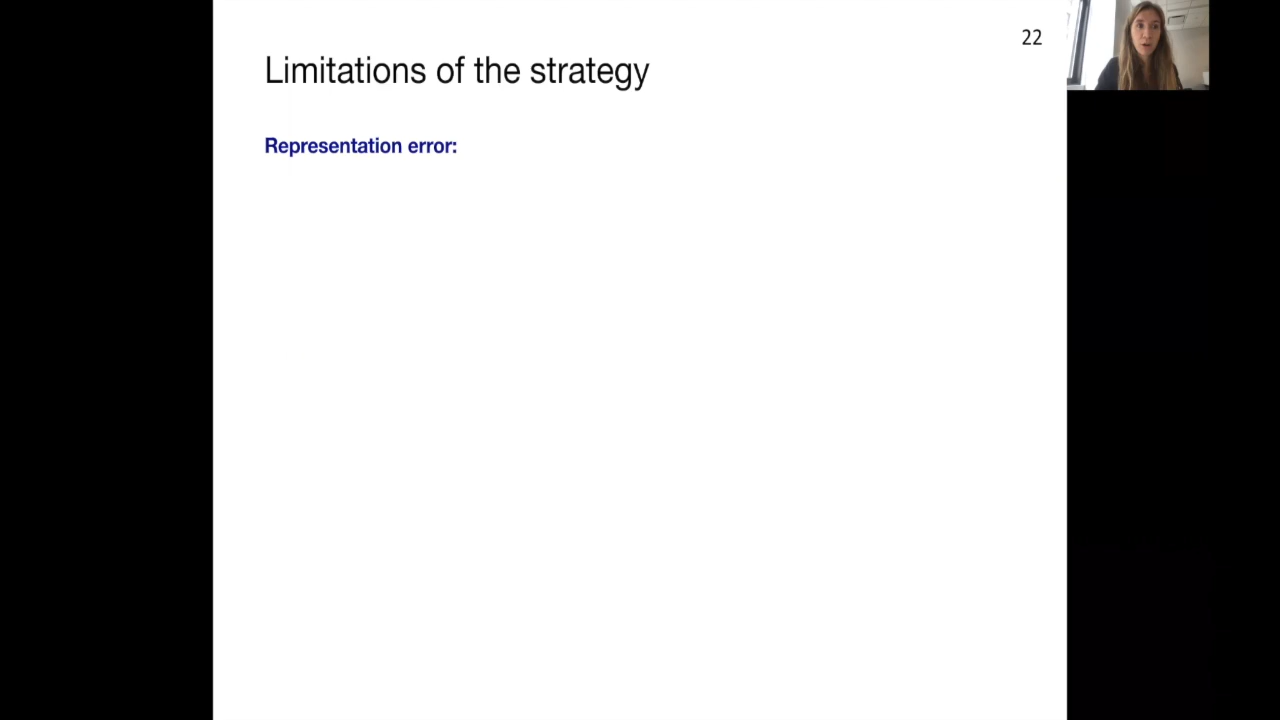 22
Limitations of the strategy
Representation error: